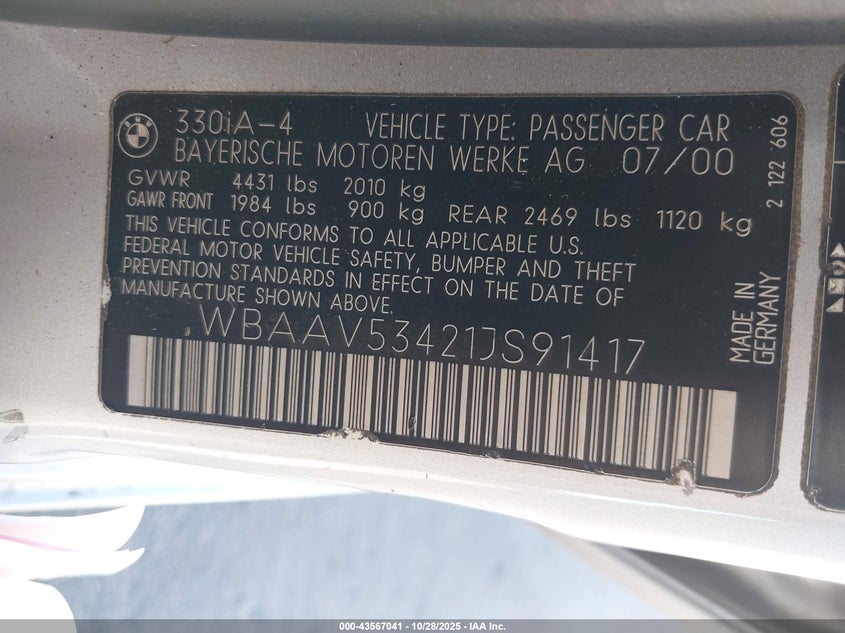 BMW
330iA-4 VEHICLE TYPE: PASSENGER CAR
BAYERISCHE MOTOREN WERKE AG 07/00
GVWR 4431 lbs 2010 kg
GAWR FRONT 1984 lbs 900 kg REAR 2469 lbs 1120 kg
THIS VEHICLE CONFORMS TO ALL APPLICABLE U.S.
FEDERAL MOTOR VEHICLE SAFETY, BUMPER AND THEFT
PREVENTION STANDARDS IN EFFECT ON THE DATE OF
MANUFACTURE SHOWN ABOVE.
WBAAV53421JS91417
MADE IN
GERMANY
2 122 606
000-43567041 | 10/28/2025 - IAA Inc.